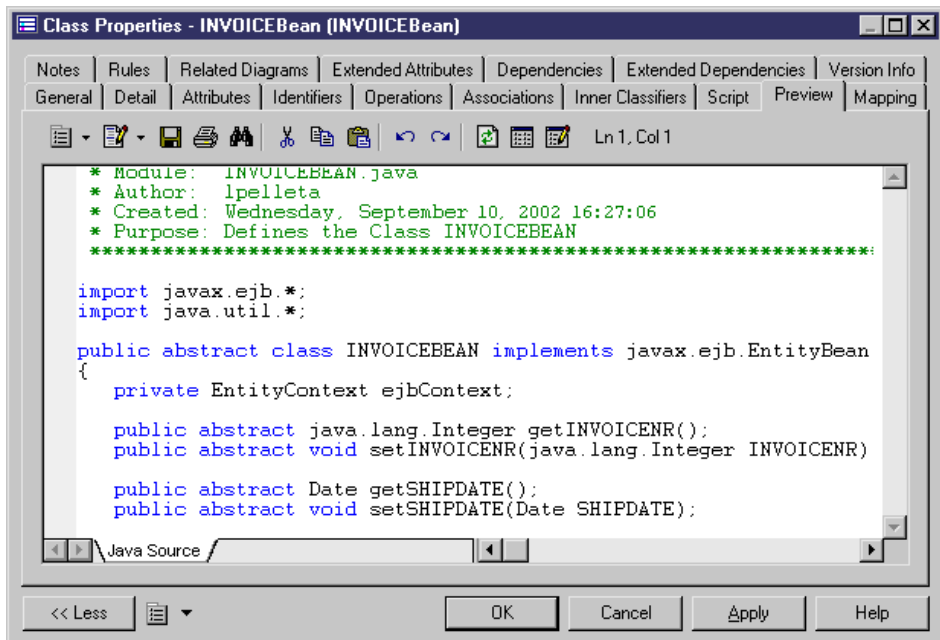 Class Properties - INVOICEBean (INVOICEBean)
Notes Rules Related Diagrams Extended Attributes Dependencies Extended Dependencies Version Info
General Detail Attributes Identifiers Operations Associations Inner Classifiers Script Preview Mapping
Ln 1, Col 1
* Module: INVOICEBEAN.java
* Author: lpelleta
* Created: Wednesday, September 10, 2002 16:27:06
* Purpose: Defines the Class INVOICEBEAN
***********************************************************************
import javax.ejb.*;
import java.util.*;
public abstract class INVOICEBEAN implements javax.ejb.EntityBean
{
private EntityContext ejbContext;
public abstract java.lang.Integer getINVOICENR();
public abstract void setINVOICENR(java.lang.Integer INVOICENR)
public abstract Date getSHIPDATE();
public abstract void setSHIPDATE(Date SHIPDATE);
Java Source
<< Less OK Cancel Apply Help